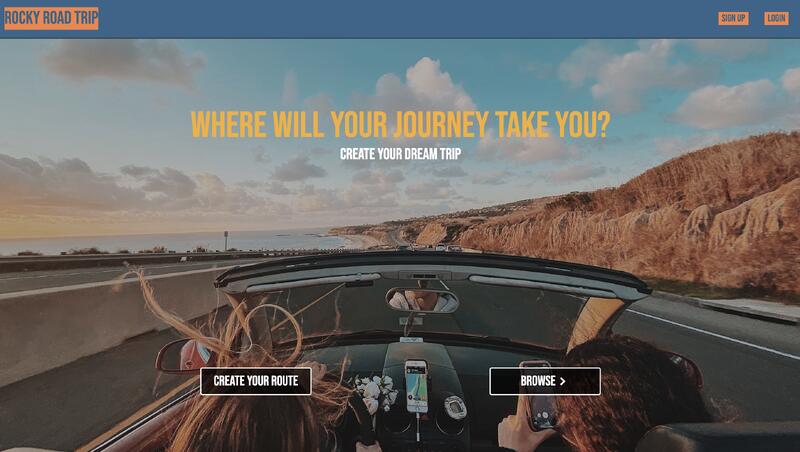 ROCKY ROAD TRIP
SIGN UP
LOGIN
WHERE WILL YOUR JOURNEY TAKE YOU?
CREATE YOUR DREAM TRIP
CREATE YOUR ROUTE
BROWSE >